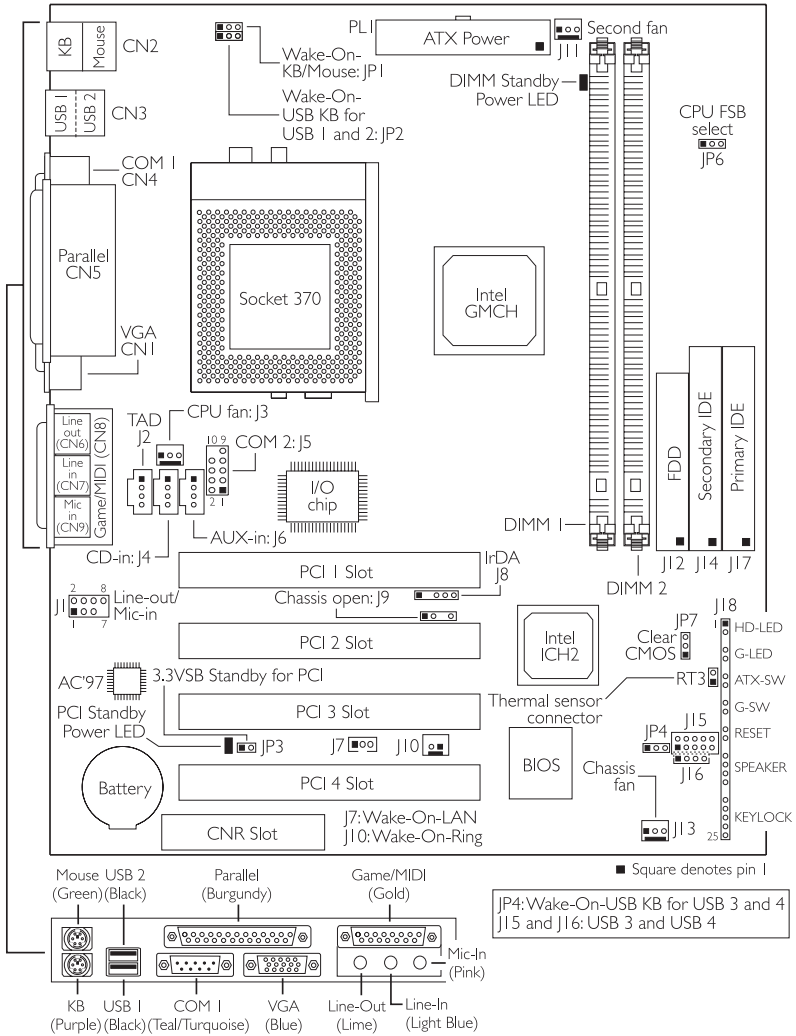 PL1
ATX Power
J11
Second fan
KB
Mouse
CN2
Wake-On-
KB/Mouse: JP1
Wake-On-
USB KB for
USB 1 and 2: JP2
DIMM Standby
Power LED
USB 1
USB 2
CN3
CPU FSB
select
JP6
COM 1
CN4
Parallel
CN5
Socket 370
Intel
GMCH
VGA
CN1
CPU fan: J3
TAD
J2
COM 2: J5
10 9
2 1
Line
out
(CN6)
Line
in
(CN7)
Mic
in
(CN9)
Game/MIDI (CN8)
I/O
chip
FDD
Secondary IDE
Primary IDE
DIMM 1
AUX-in: J6
CD-in: J4
J12
J14
J17
IrDA
J8
DIMM 2
PCI 1 Slot
Chassis open: J9
J1
2 8
1 7
Line-out/
Mic-in
PCI 2 Slot
Intel
ICH2
JP7
Clear
CMOS
J18
1
HD-LED
G-LED
ATX-SW
G-SW
RESET
SPEAKER
KEYLOCK
25
AC'97
3.3VSB Standby for PCI
RT3
Thermal sensor
connector
PCI Standby
Power LED
PCI 3 Slot
JP3
J7
J10
BIOS
JP4
J15
J16
Battery
PCI 4 Slot
Chassis
fan
J13
CNR Slot
J7: Wake-On-LAN
J10: Wake-On-Ring
Square denotes pin 1
JP4: Wake-On-USB KB for USB 3 and 4
J15 and J16: USB 3 and USB 4
Mouse
(Green)
USB 2
(Black)
Parallel
(Burgundy)
Game/MIDI
(Gold)
Mic-In
(Pink)
KB
(Purple)
USB 1
(Black)
COM 1
(Teal/Turquoise)
VGA
(Blue)
Line-Out
(Lime)
Line-In
(Light Blue)